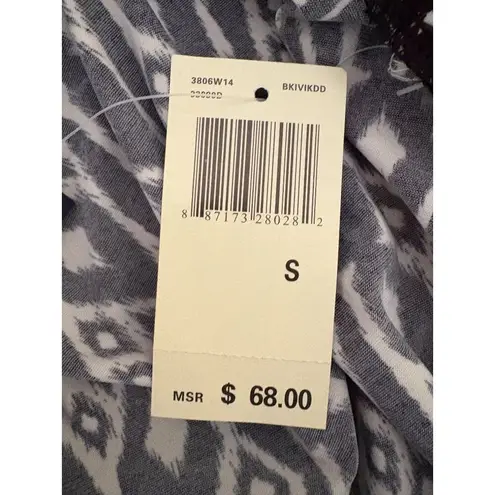 3806W14 BKIVIKDD
8 87173 28028 2
S
MSR $ 68.00